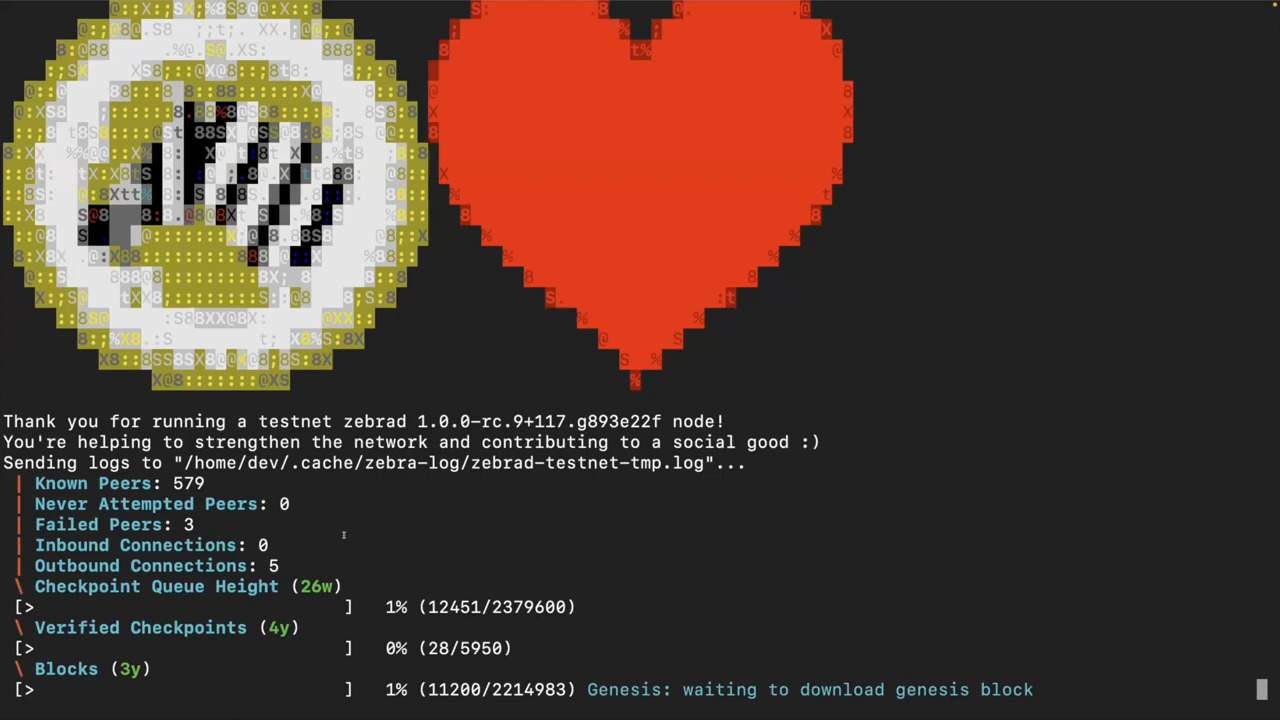 Thank you for running a testnet zebrad 1.0.0-rc.9+117.g893e22f node!
You're helping to strengthen the network and contributing to a social good :)
Sending logs to "/home/dev/.cache/zebra-log/zebrad-testnet-tmp.log"...
| Known Peers: 579
| Never Attempted Peers: 0
| Failed Peers: 3
| Inbound Connections: 0
| Outbound Connections: 5
\ Checkpoint Queue Height (26w)
[> ] 1% (12451/2379600)
\ Verified Checkpoints (4y)
[> ] 0% (28/5950)
\ Blocks (3y)
[> ] 1% (11200/2214983) Genesis: waiting to download genesis block